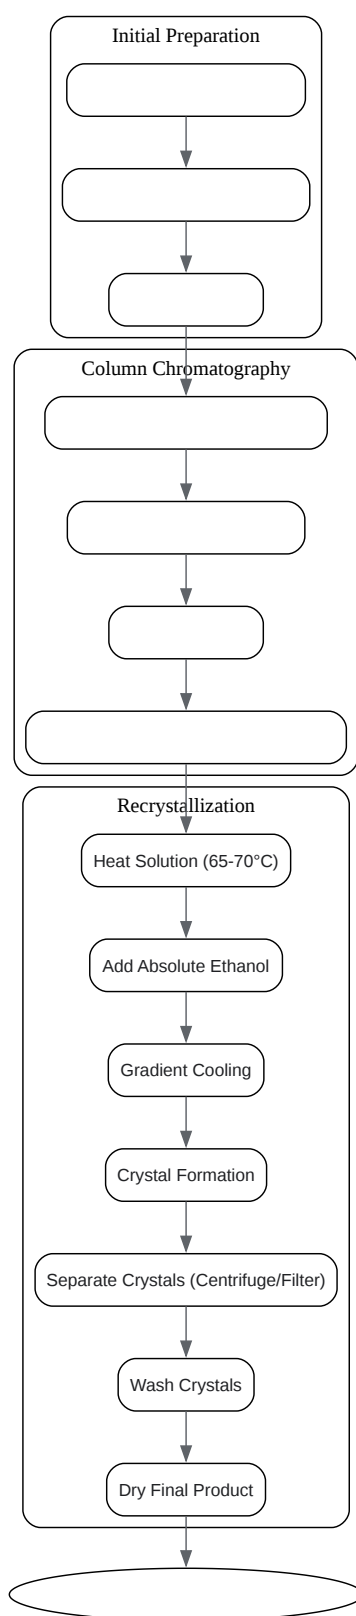 Initial Preparation
Column Chromatography
Recrystallization
Heat Solution (65-70°C)
Add Absolute Ethanol
Gradient Cooling
Crystal Formation
Separate Crystals (Centrifuge/Filter)
Wash Crystals
Dry Final Product